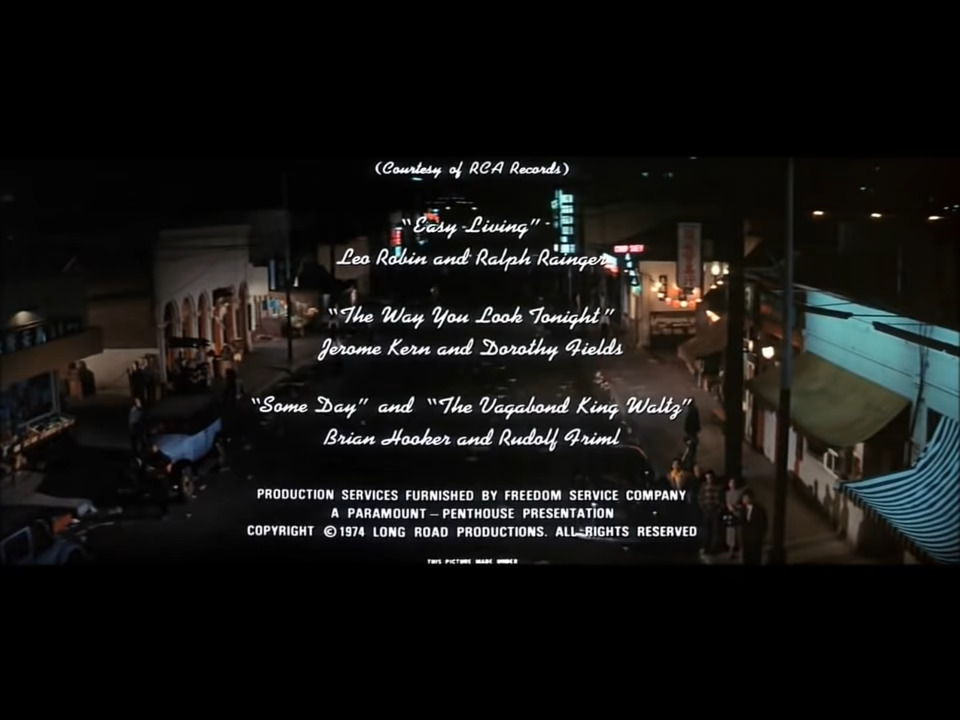 (Courtesy of RCA Records)
"Easy Living"
Leo Robin and Ralph Rainger
"The Way You Look Tonight"
Jerome Kern and Dorothy Fields
"Some Day" and "The Vagabond King Waltz"
Brian Hooker and Rudolf Friml
PRODUCTION SERVICES FURNISHED BY FREEDOM SERVICE COMPANY
A PARAMOUNT–PENTHOUSE PRESENTATION
COPYRIGHT ©1974 LONG ROAD PRODUCTIONS. ALL RIGHTS RESERVED
THIS PICTURE MADE UNDER